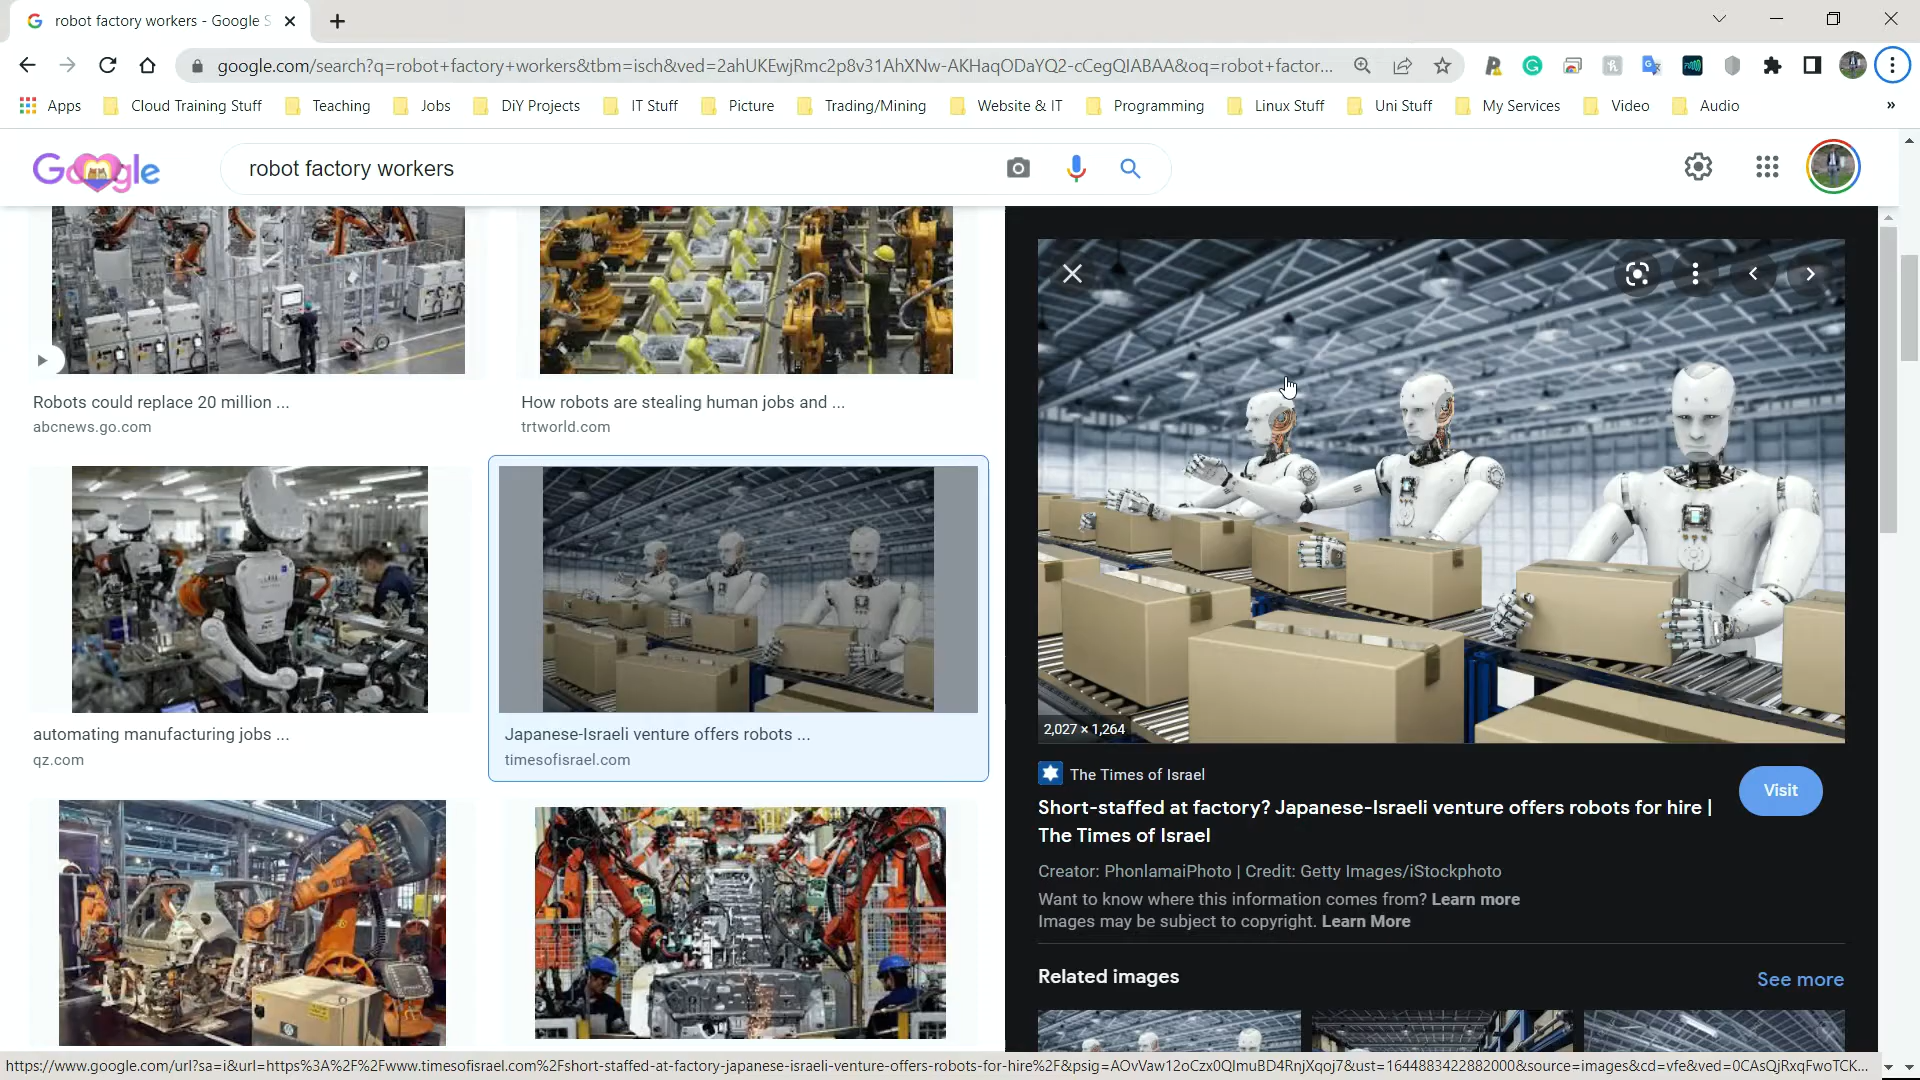 robot factory workers - Google S
google.com/search?q=robot+factory+workers&tbm=isch&ved=2ahUKEwjRmc2p8v31AhXNw-AKHaqODaYQ2-cCegQIABAA&oq=robot+factor...
Apps
Cloud Training Stuff
Teaching
Jobs
DiY Projects
IT Stuff
Picture
Trading/Mining
Website & IT
Programming
Linux Stuff
Uni Stuff
My Services
Video
Audio
»
Google
robot factory workers
Robots could replace 20 million ...
abcnews.go.com
How robots are stealing human jobs and ...
trtworld.com
automating manufacturing jobs ...
qz.com
Japanese-Israeli venture offers robots ...
timesofisrael.com
2,027 × 1,264
The Times of Israel
Visit
Short-staffed at factory? Japanese-Israeli venture offers robots for hire |
The Times of Israel
Creator: PhonlamaiPhoto | Credit: Getty Images/iStockphoto
Want to know where this information comes from? Learn more
Images may be subject to copyright. Learn More
Related images
See more
https://www.google.com/url?sa=i&url=https%3A%2F%2Fwww.timesofisrael.com%2Fshort-staffed-at-factory-japanese-israeli-venture-offers-robots-for-hire%2F&psig=AOvVaw12oCzx0QlmuBD4RnjXqoj7&ust=1644883422882000&source=images&cd=vfe&ved=0CAsQjRxqFwoTCK...